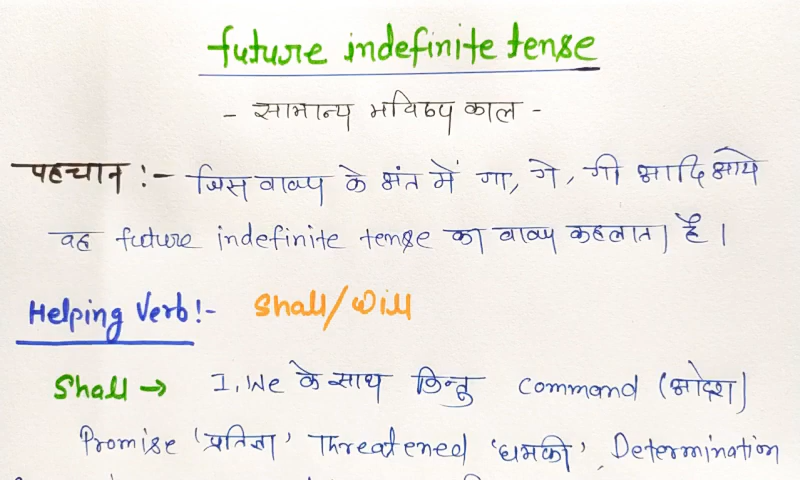 future indefinite tense
- सामान्य भविष्य काल -
पहचान :- जिस वाक्य के अंत में गा, गे, गी आदि आये
वह future indefinite tense का वाक्य कहलाता है।
Helping Verb :- Shall/Will
Shall → I, We के साथ किन्तु Command (आदेश)
Promise 'प्रतिज्ञा' Threatened 'धमकी', Determination